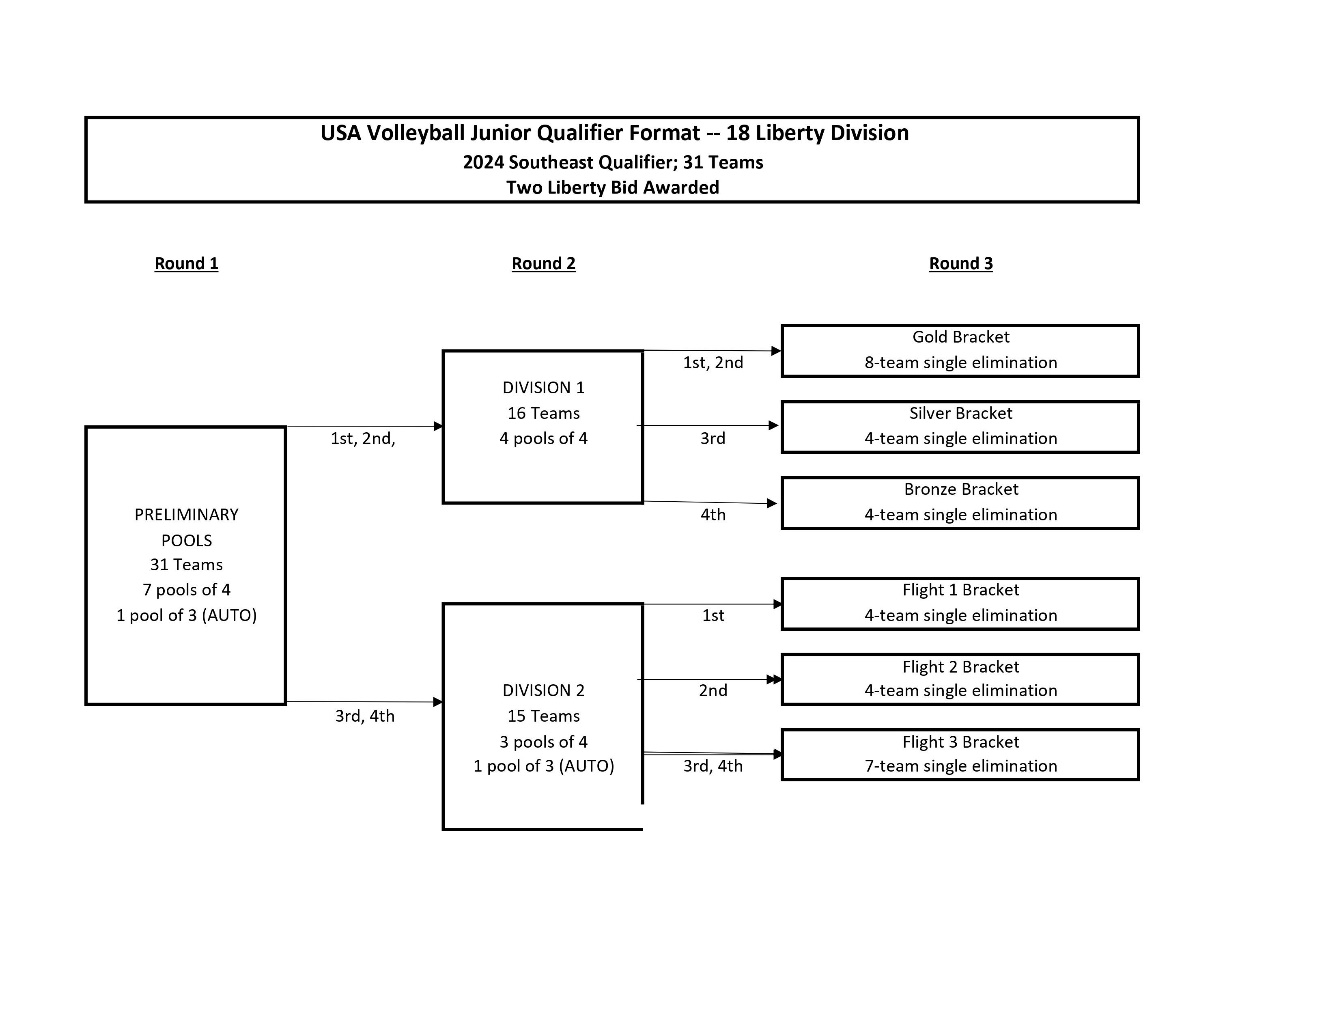 USA Volleyball Junior Qualifier Format -- 18 Liberty Division
2024 Southeast Qualifier; 31 Teams
Two Liberty Bid Awarded
Round 1
Round 2
Round 3
PRELIMINARY
POOLS
31 Teams
7 pools of 4
1 pool of 3 (AUTO)
1st, 2nd,
3rd, 4th
DIVISION 1
16 Teams
4 pools of 4
1st, 2nd
3rd
4th
Gold Bracket
8-team single elimination
Silver Bracket
4-team single elimination
Bronze Bracket
4-team single elimination
DIVISION 2
15 Teams
3 pools of 4
1 pool of 3 (AUTO)
1st
2nd
3rd, 4th
Flight 1 Bracket
4-team single elimination
Flight 2 Bracket
4-team single elimination
Flight 3 Bracket
7-team single elimination